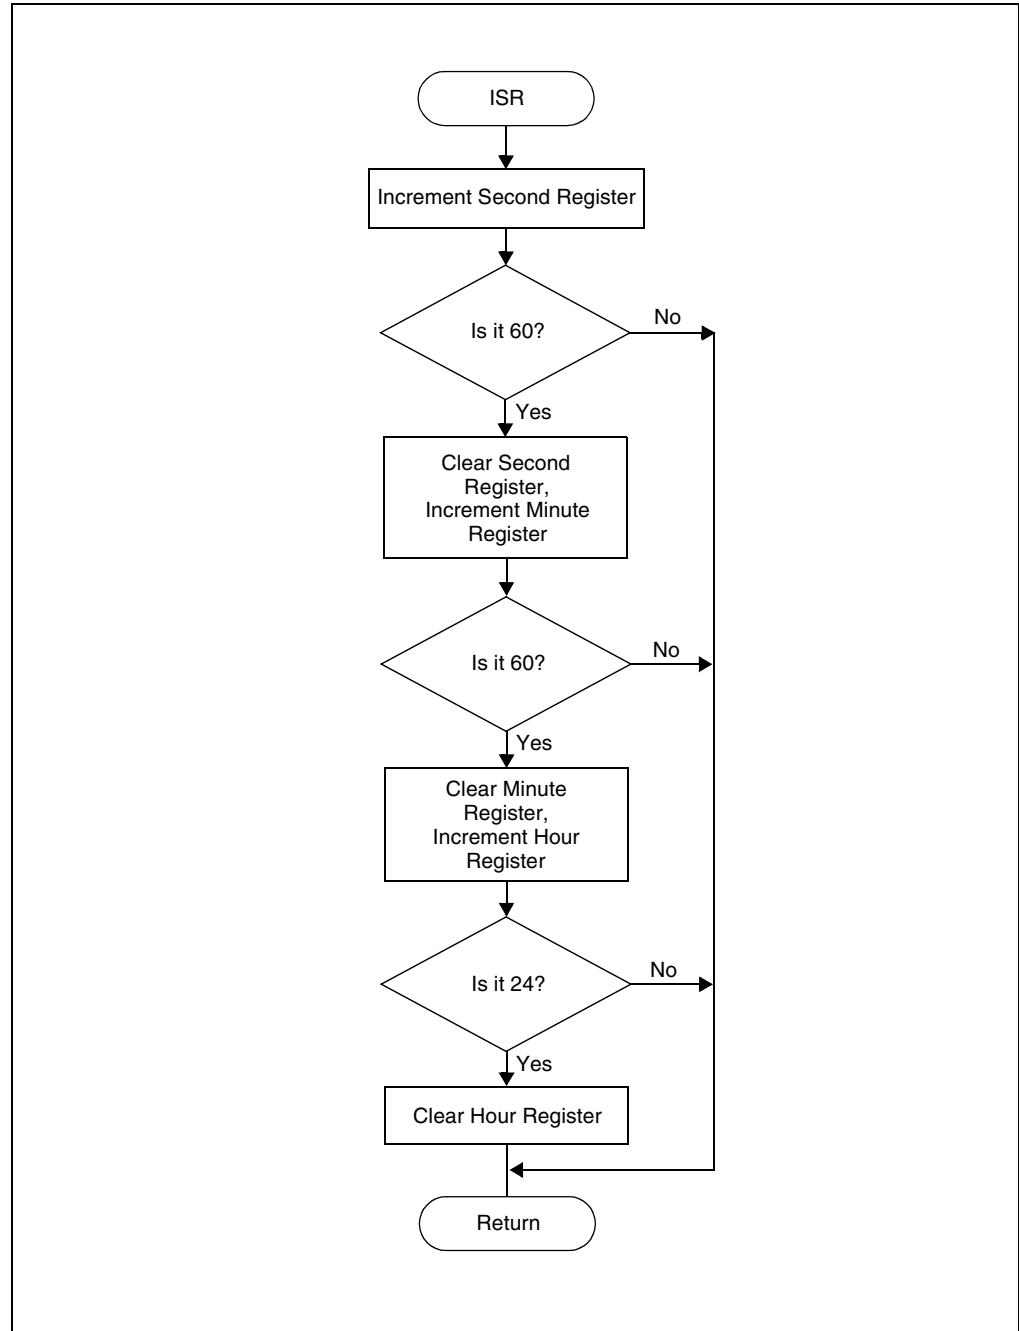 ISR
Increment Second Register
Is it 60?
No
Yes
Clear Second
Register,
Increment Minute
Register
Is it 60?
No
Yes
Clear Minute
Register,
Increment Hour
Register
Is it 24?
No
Yes
Clear Hour Register
Return